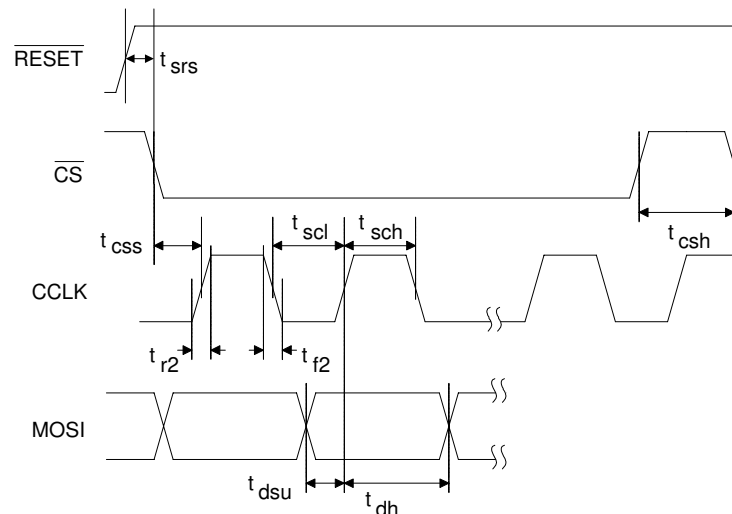 RESET
t srs
CS
t css
t scl
t sch
t csh
CCLK
t r2
t f2
MOSI
t dsu
t dh